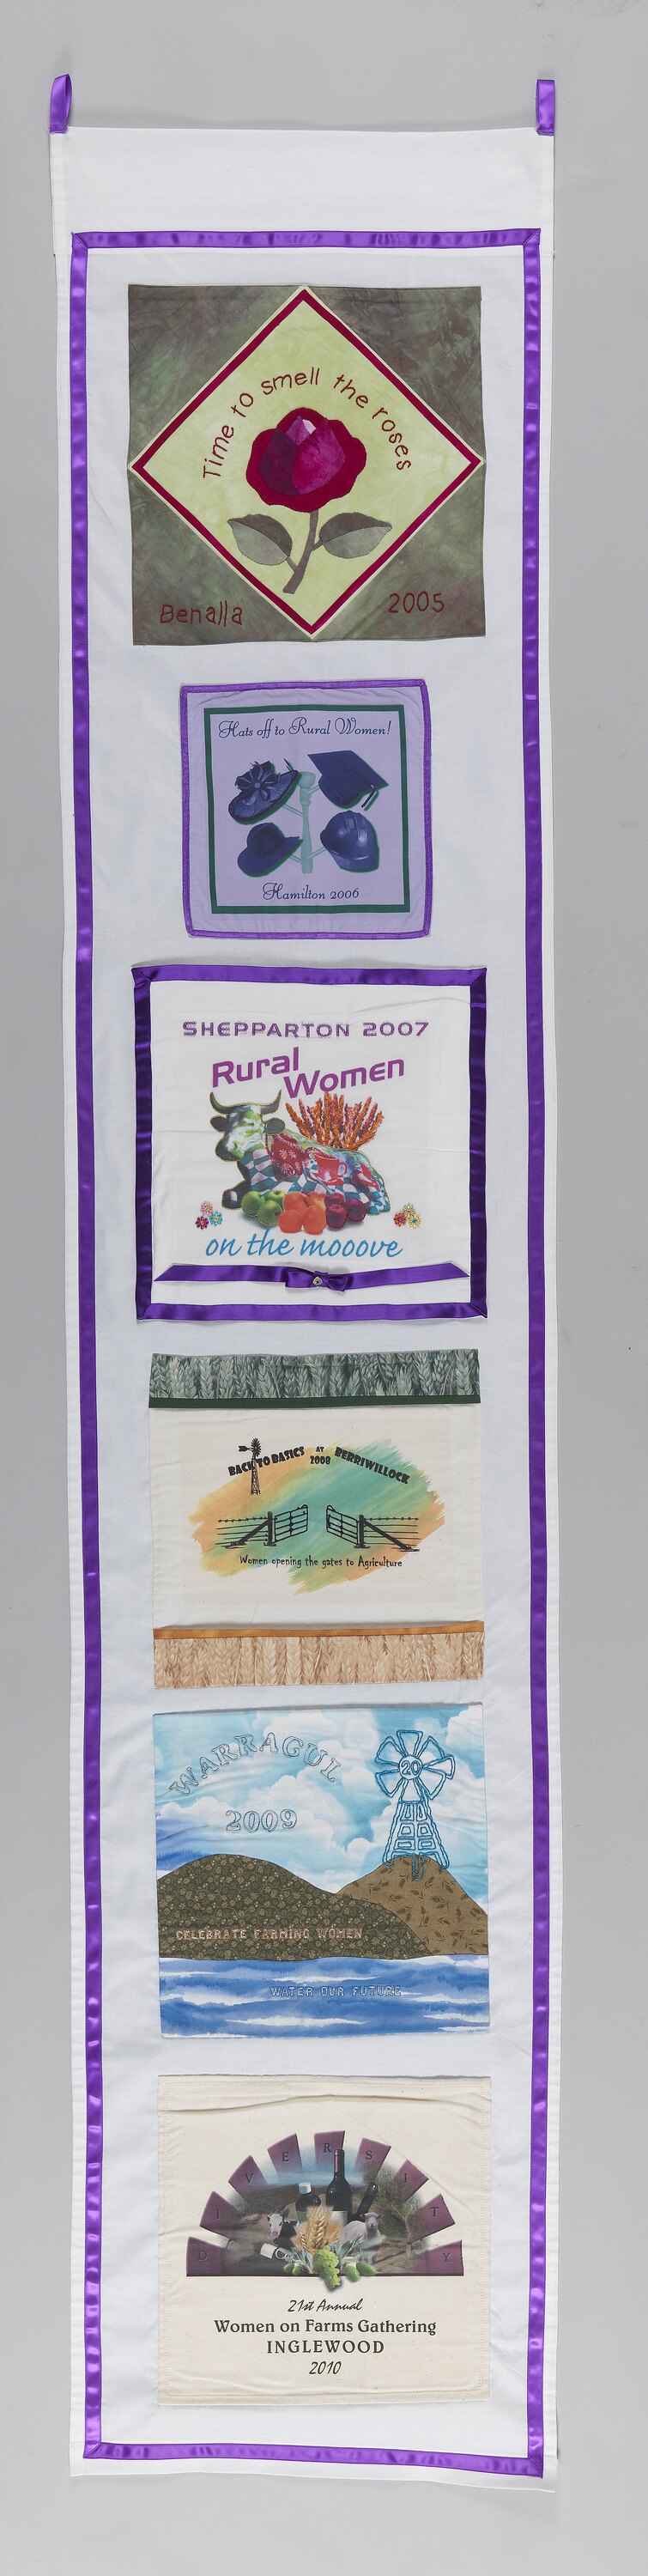 Time to smell the roses
Benalla 2005
Hats off to Rural Women!
Hamilton 2006
SHEPPARTON 2007
Rural
Women
on the mooove
BACK TO BASICS AT 2008 BERRIWILLOCK
Women opening the gates to Agriculture
WARRAGUL
20
2009
CELEBRATE FARMING WOMEN
WATER OUR FUTURE
DIVERSITY
21st Annual
Women on Farms Gathering
INGLEWOOD
2010